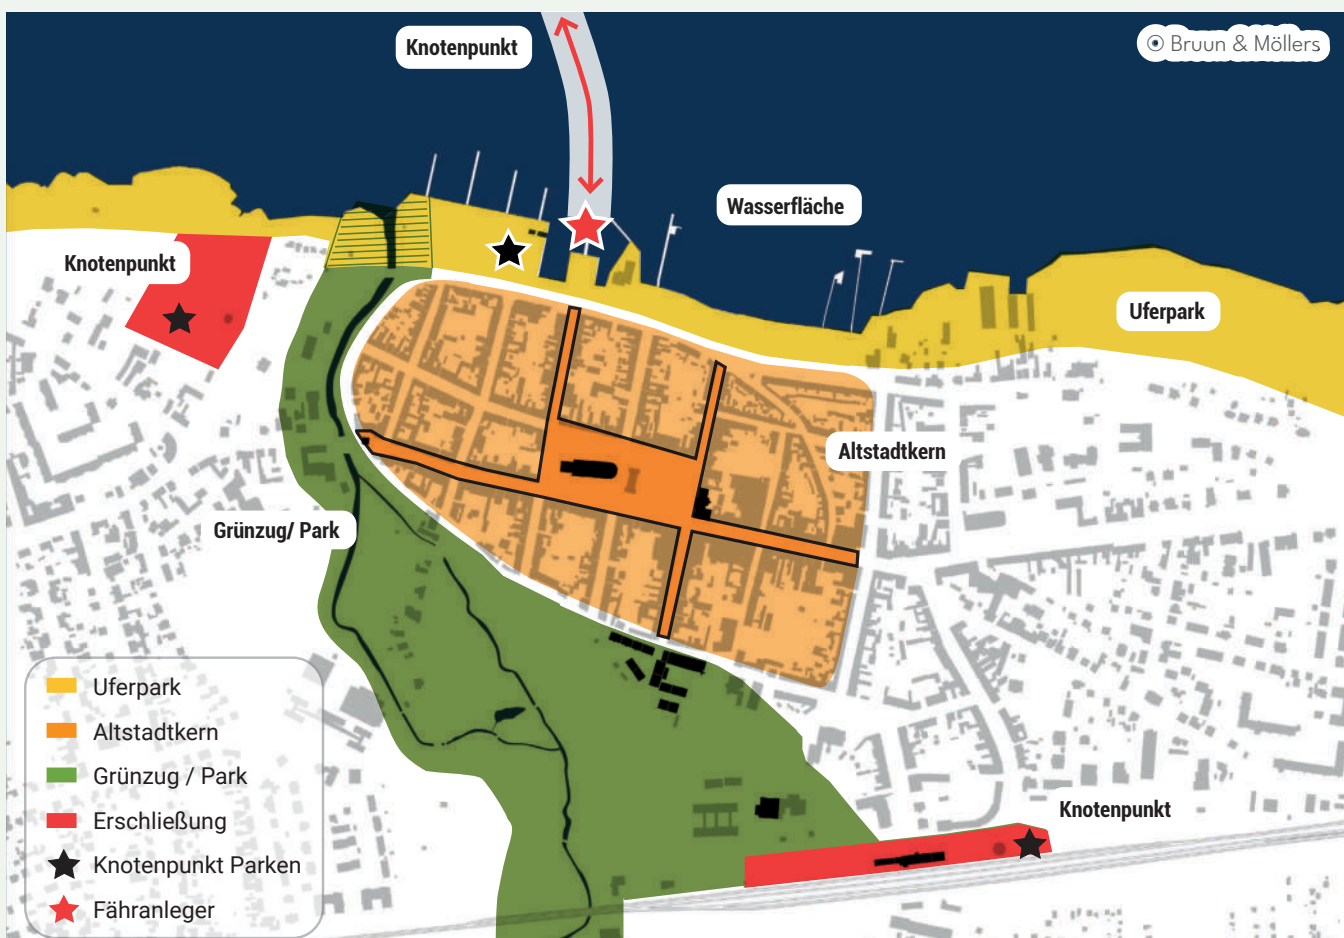 Knotenpunkt
Bruun & Möllers
Wasserfläche
Knotenpunkt
Uferpark
Altstadtkern
Grünzug/ Park
Knotenpunkt
Uferpark
Altstadtkern
Grünzug / Park
Erschließung
Knotenpunkt Parken
Fähranleger